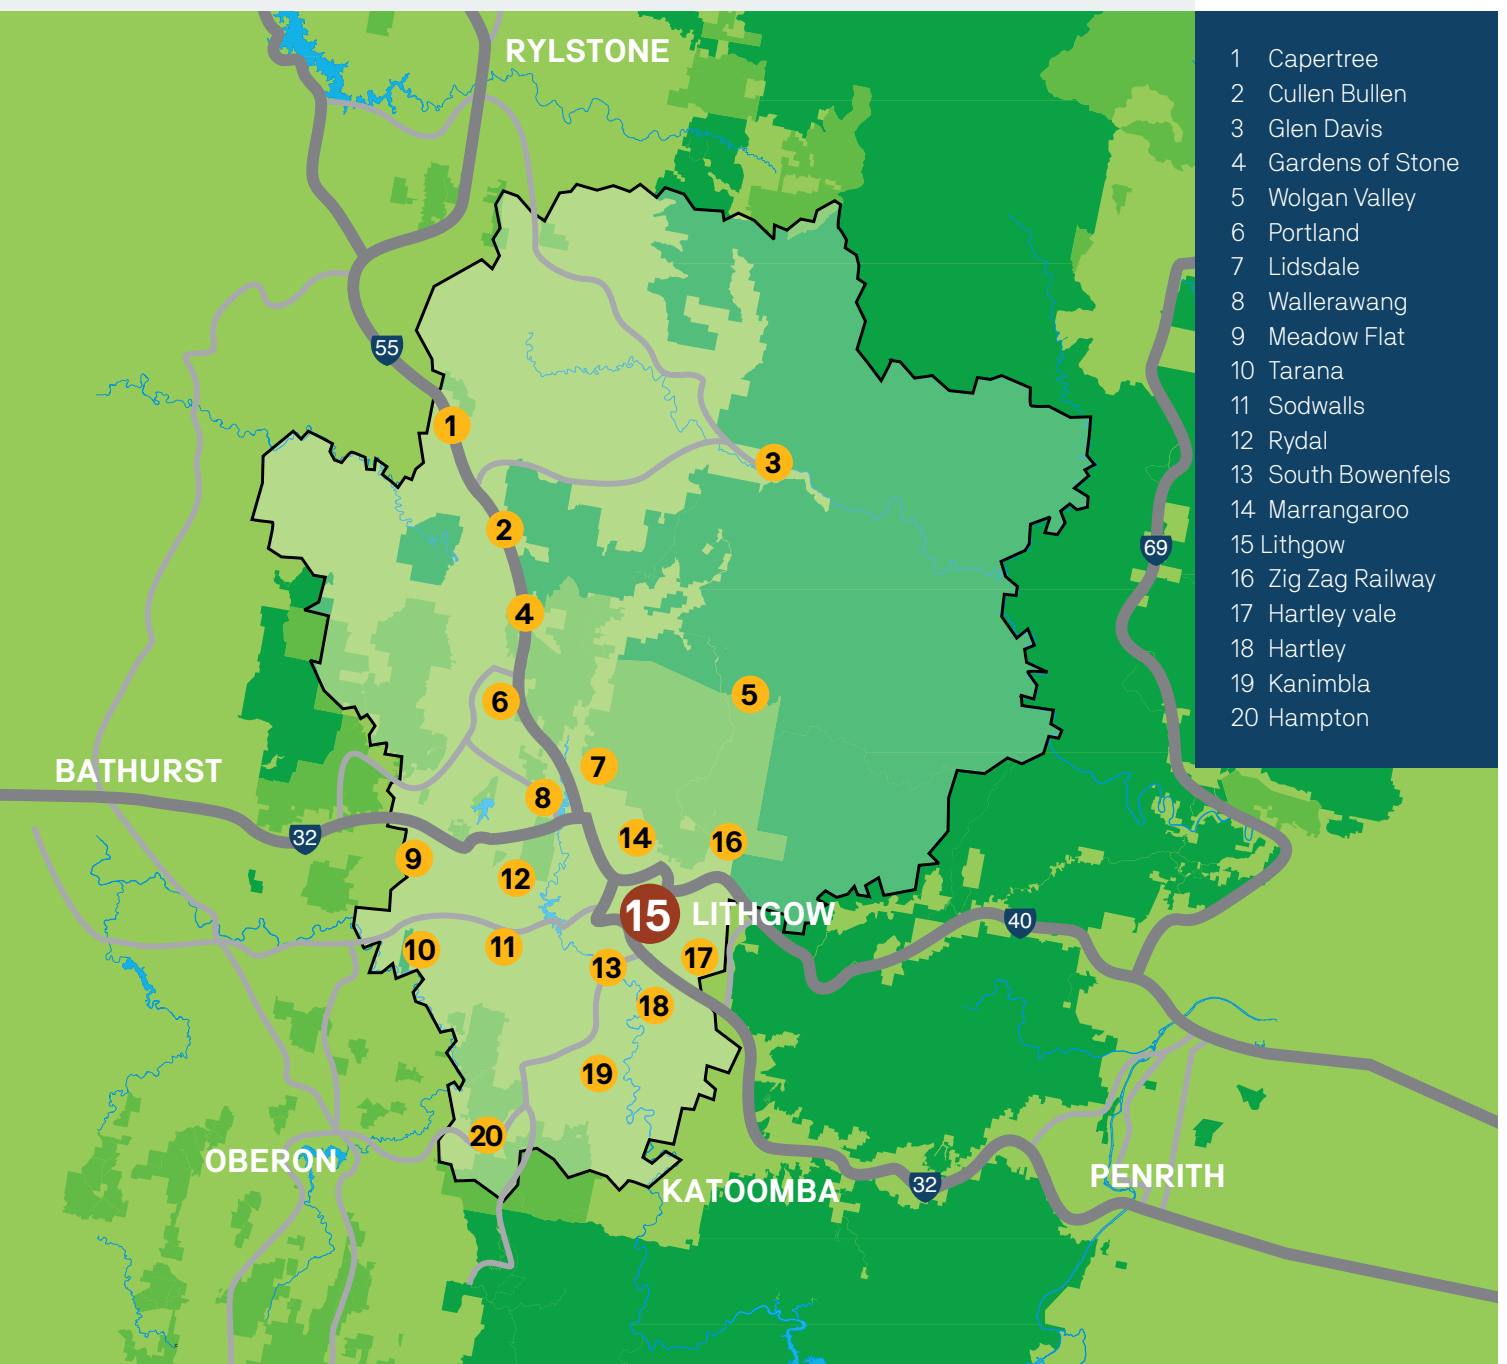 RYLSTONE
1 Capertree
2 Cullen Bullen
3 Glen Davis
4 Gardens of Stone
5 Wolgan Valley
6 Portland
7 Lidsdale
8 Wallerawang
9 Meadow Flat
10 Tarana
11 Sodwalls
12 Rydal
13 South Bowenfels
14 Marrangaroo
15 Lithgow
16 Zig Zag Railway
17 Hartley vale
18 Hartley
19 Kanimbla
20 Hampton
55
1
3
2
69
4
5
6
BATHURST
7
8
32
14
16
9
12
15 LITHGOW
40
10
11
13
17
18
19
20
OBERON
PENRITH
32
KATOOMBA